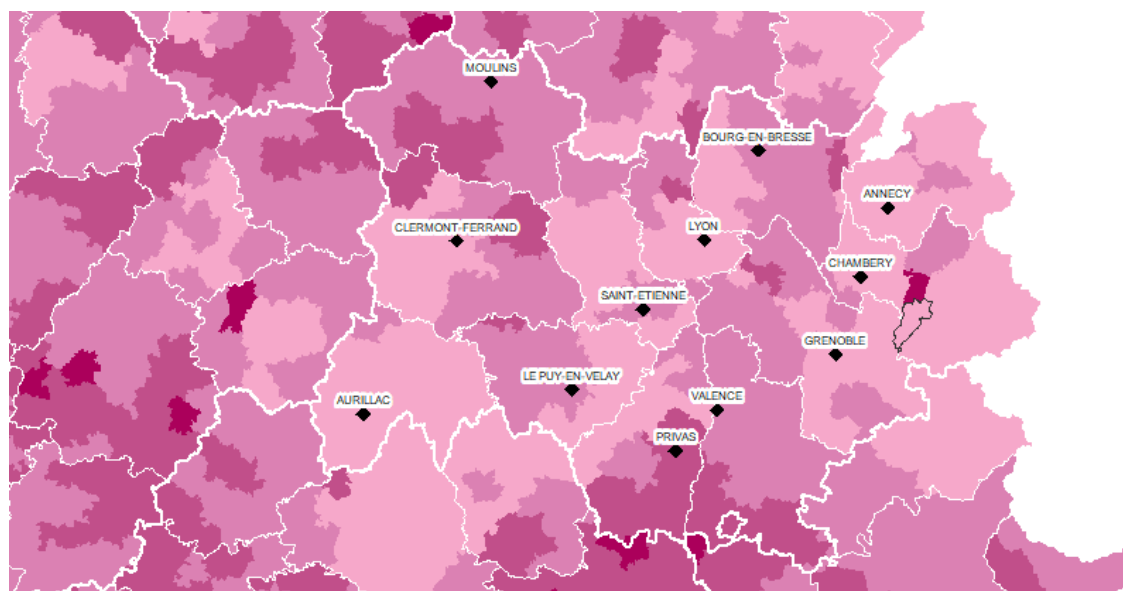 MOULINS
BOURG-EN-BRESSE
ANNECY
CLERMONT-FERRAND
LYON
CHAMBERY
SAINT-ETIENNE
GRENOBLE
LE PUY-EN-VELAY
AURILLAC
VALENCE
PRIVAS